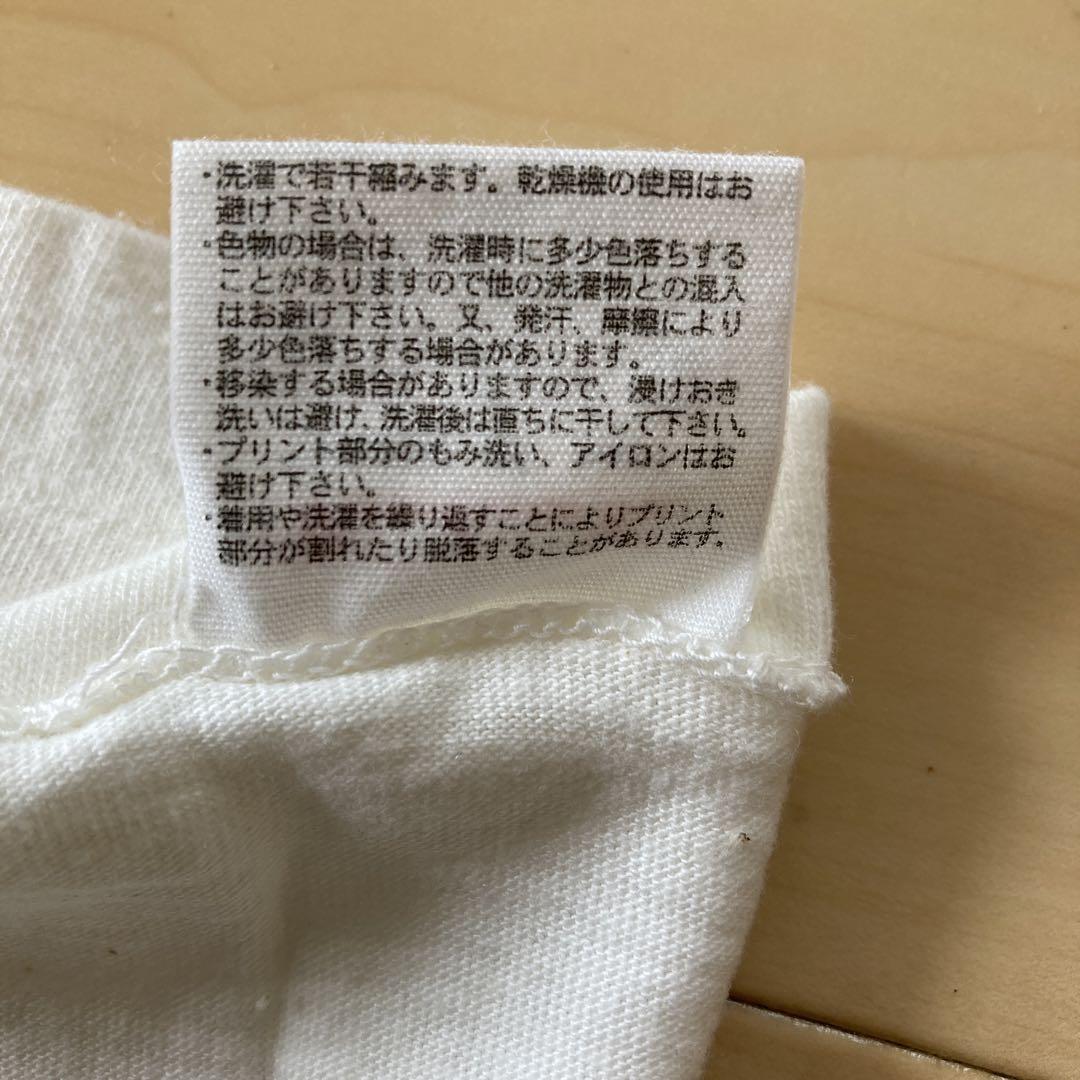 ・洗濯で若干縮みます。乾燥機の使用はお
避け下さい。
・色物の場合は、洗濯時に多少色落ちする
ことがありますので他の洗濯物との混入
はお避け下さい。又、発汗、摩擦により
多少色落ちする場合があります。
・移染する場合がありますので、浸けおき
洗いは避け、洗濯後は直ちに干して下さい。
・プリント部分のもみ洗い、アイロンはお
避け下さい。
・着用や洗濯を繰り返すことによりプリント
部分が割れたり脱落することがあります。